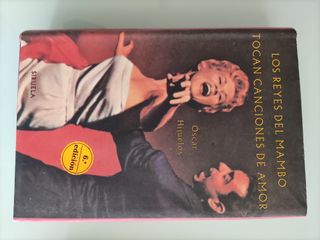 LOS REYES DEL MAMBO
TOCAN CANCIONES DE AMOR
Oscar Hijuelos
6.ª edición
SIRUELA